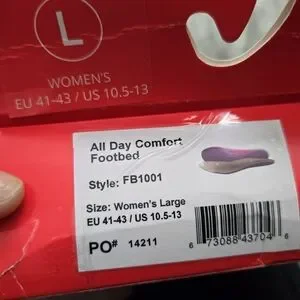 L
WOMEN'S
EU 41-43 / US 10.5-13
All Day Comfort
Footbed
Style: FB1001
Size: Women's Large
EU 41-43 / US 10.5-13
PO# 14211
6 73088 43704 6